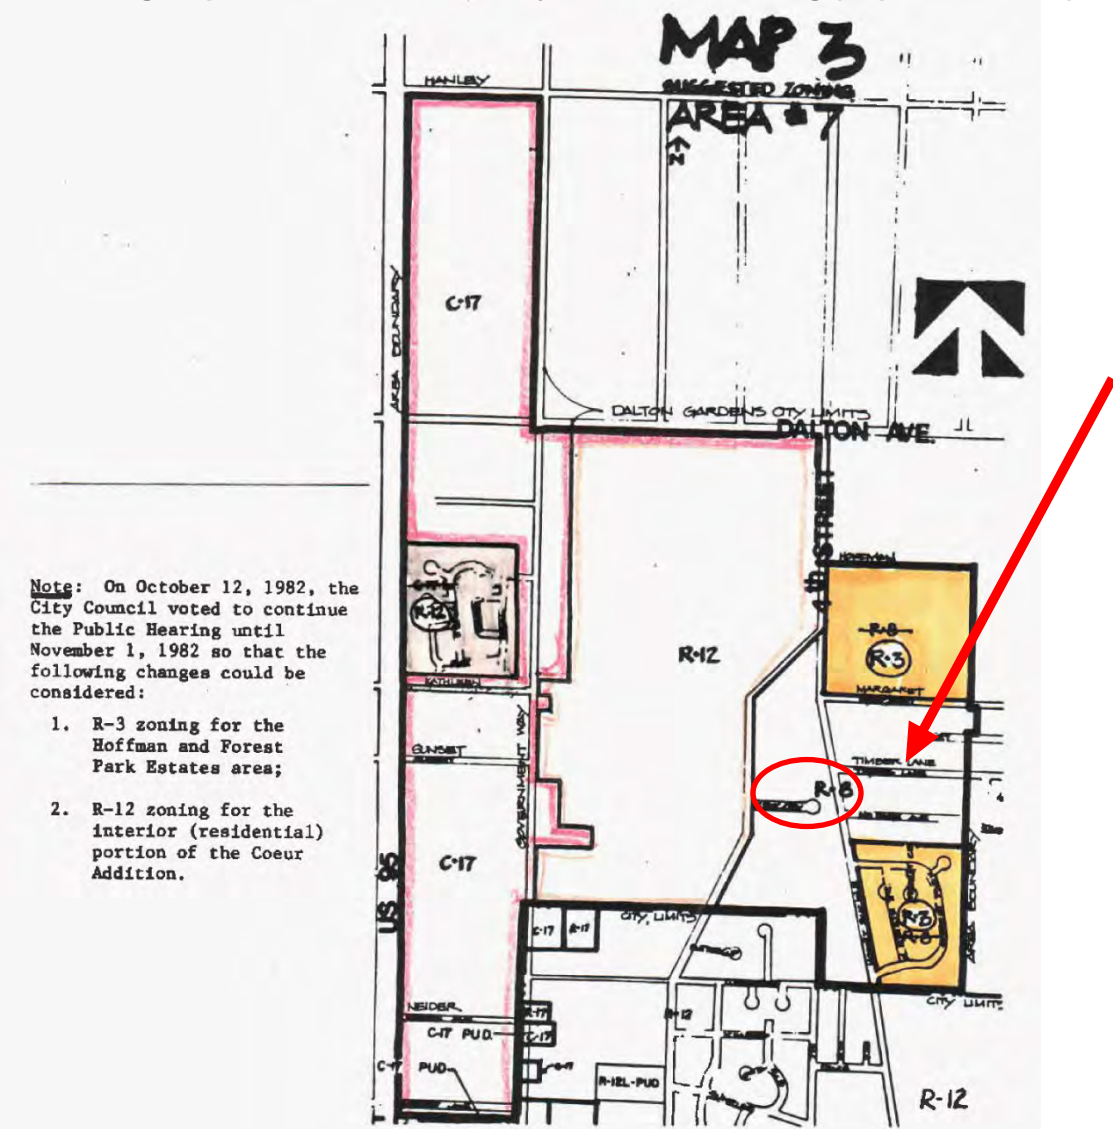 MAP 3
SUGGESTED ZONING
AREA #7
N
HANLEY
AREA BOUNDARY
C-17
DALTON GARDENS CITY LIMITS
DALTON AVE.
4th STREET
HOFFMAN
R-8
R-3
MARGARET
R-12
R-12
KATHLEEN
SUNSET
GOVERNMENT WAY
TIMBER LANE
R-8
C-17
US 95
R-3
R-8
AREA BOUNDARY
CITY LIMITS
CITY LIMITS
C-17
R-17
NEIDER
R-17
C-17 PUD
C-17
C-17
PUD
C-17
R-12
R-12L-PUD
R-12
Note: On October 12, 1982, the
City Council voted to continue
the Public Hearing until
November 1, 1982 so that the
following changes could be
considered:
1. R-3 zoning for the
Hoffman and Forest
Park Estates area;
2. R-12 zoning for the
interior (residential)
portion of the Coeur
Addition.